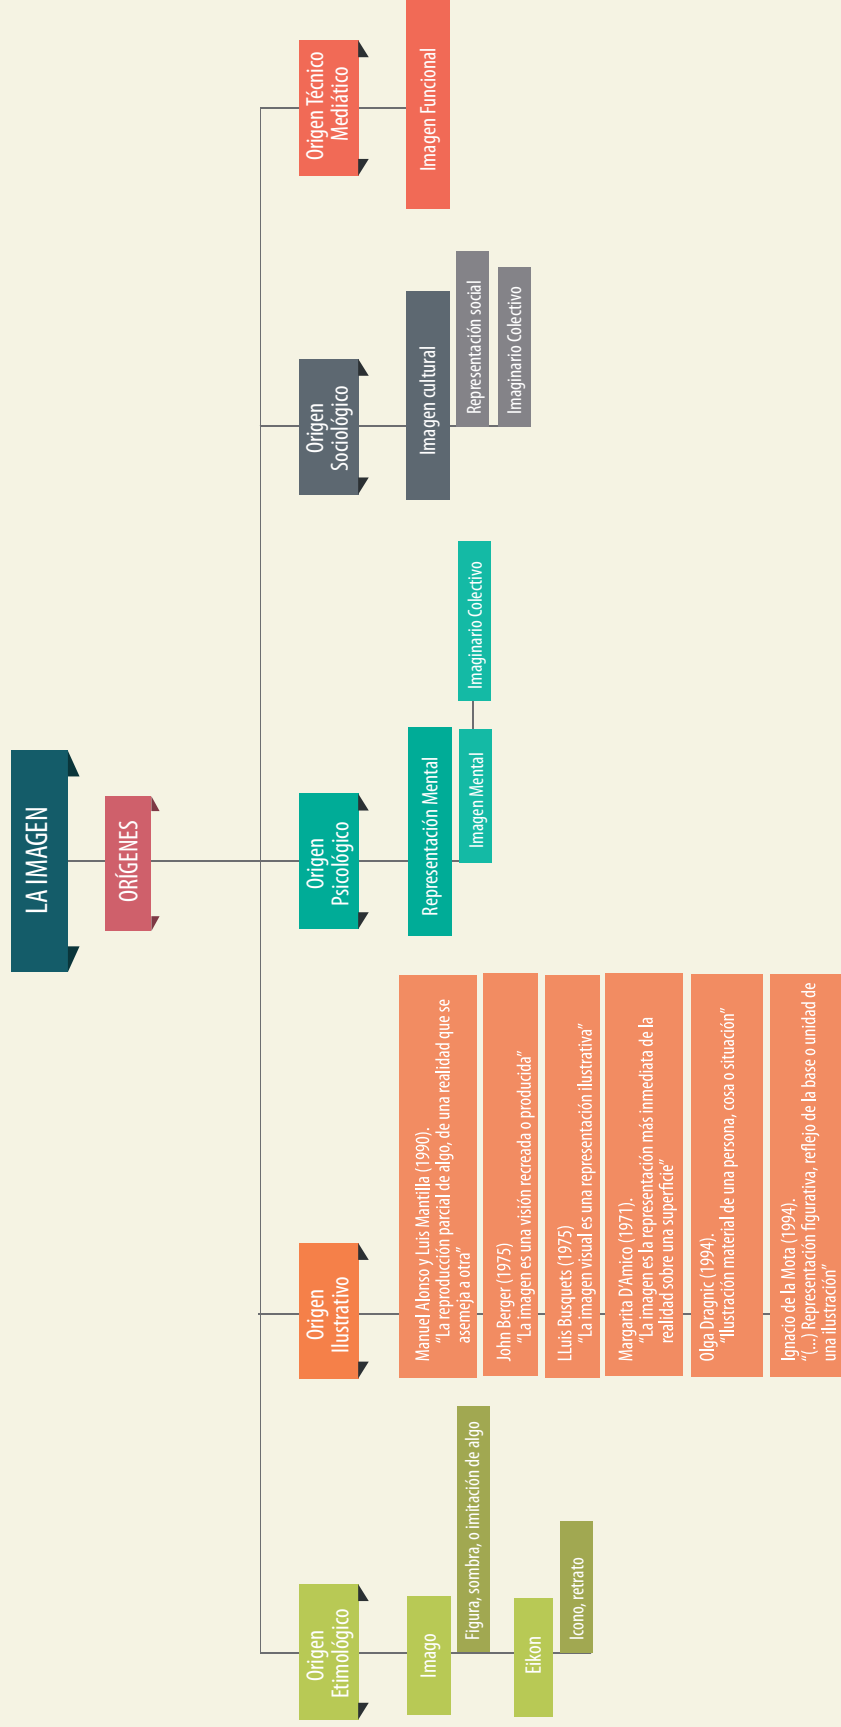 LA IMAGEN
ORÍGENES
Origen
Etimológico
Imago
Figura, sombra, o imitación de algo
Eikon
Icono, retrato
Origen
Ilustrativo
Manuel Alonso y Luis Mantilla (1990).
“La reproducción parcial de algo, de una realidad que se
asemeja a otra”
John Berger (1975)
“La imagen es una visión recreada o producida”
LLuis Busquets (1975)
“La imagen visual es una representación ilustrativa”
Margarita D’Amico (1971).
“La imagen es la representación más inmediata de la
realidad sobre una superficie”
Olga Dragnic (1994).
“Ilustración material de una persona, cosa o situación”
Ignacio de la Mota (1994).
“(...) Representación figurativa, reflejo de la base o unidad de
una ilustración”
Origen
Psicológico
Representación Mental
Imagen Mental
Imaginario Colectivo
Origen
Sociológico
Imagen cultural
Representación social
Imaginario Colectivo
Origen Técnico
Mediático
Imagen Funcional